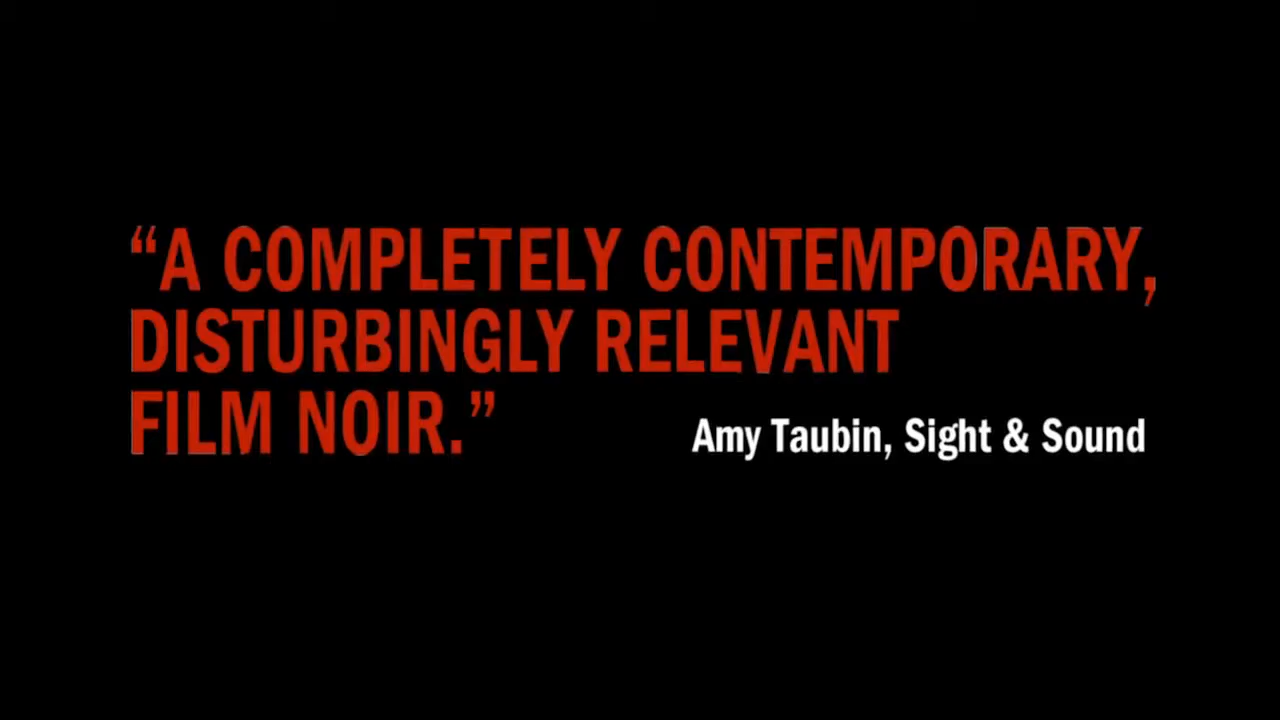 “A COMPLETELY CONTEMPORARY,
DISTURBINGLY RELEVANT
FILM NOIR.”
Amy Taubin, Sight & Sound